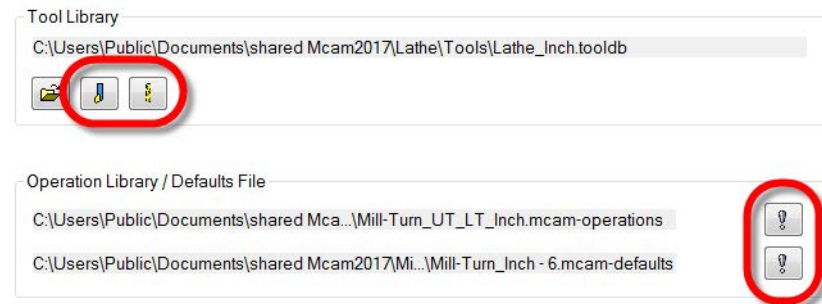 Tool Library
C:\Users\Public\Documents\shared Mcam2017\Lathe\Tools\Lathe_Inch.tooldb
Operation Library / Defaults File
C:\Users\Public\Documents\shared Mca...\Mill-Turn_UT_LT_Inch.mcam-operations
C:\Users\Public\Documents\shared Mcam2017\Mi...\Mill-Turn_Inch - 6.mcam-defaults